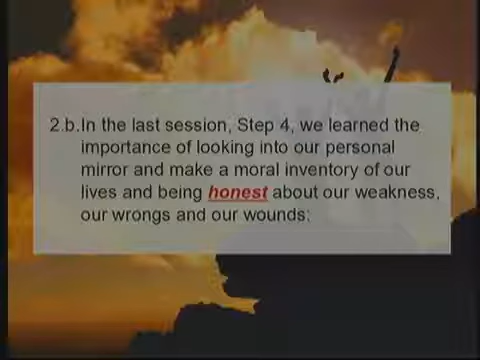 2.b.In the last session, Step 4, we learned the
importance of looking into our personal
mirror and make a moral inventory of our
lives and being honest about our weakness,
our wrongs and our wounds;